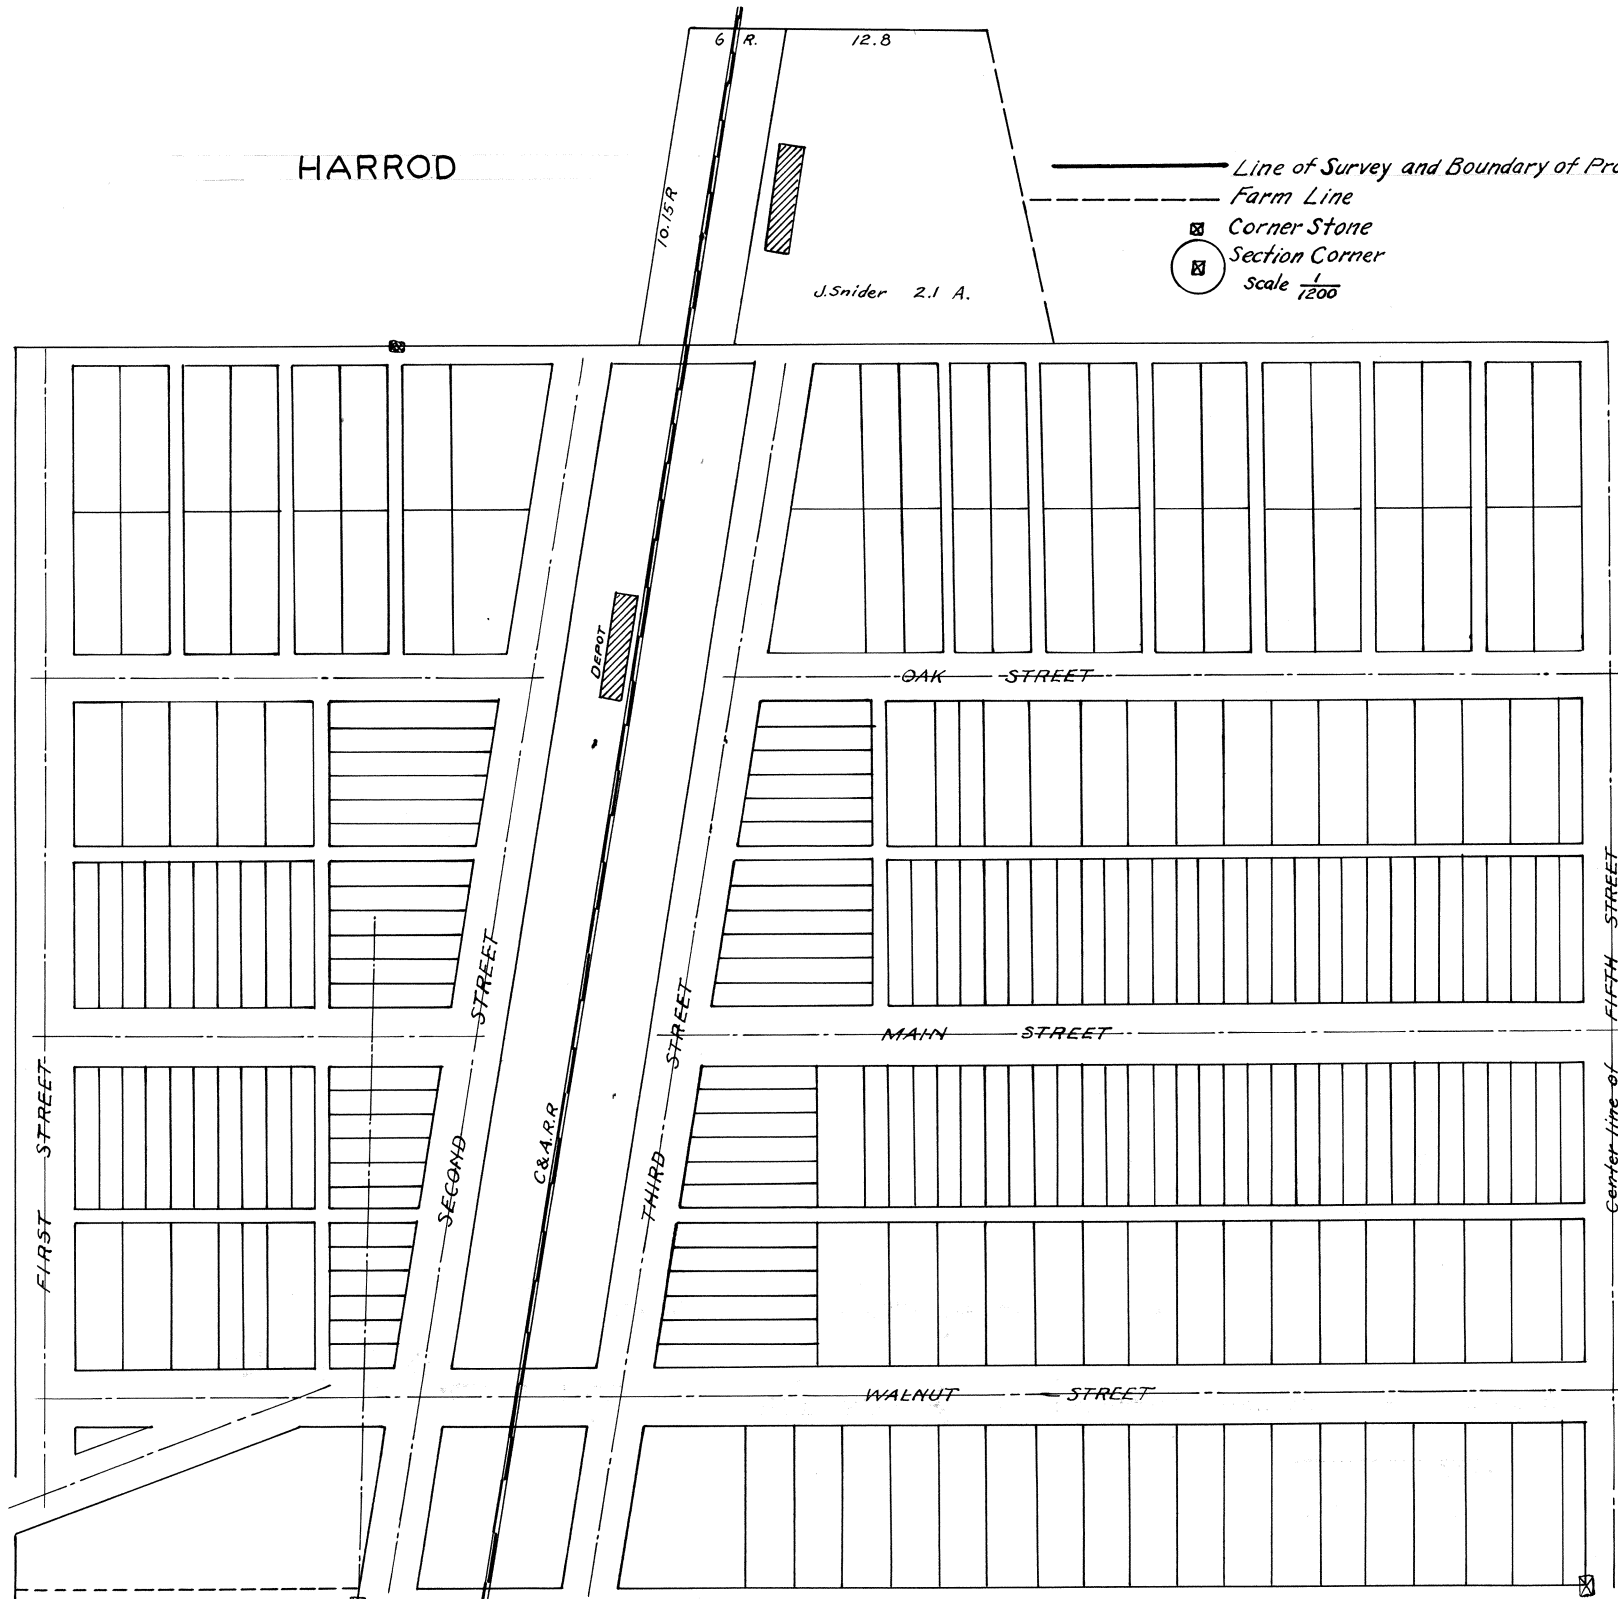 6 R.
12.8
HARROD
10.15 R
Line of Survey and Boundary of
Farm Line
Corner Stone
Section Corner
Scale 1/1200
J. Snider 2.1 A.
DEPOT
OAK STREET
MAIN STREET
WALNUT STREET
FIRST STREET
SECOND STREET
C & A. R. R
THIRD STREET
Center line of FIFTH STREET